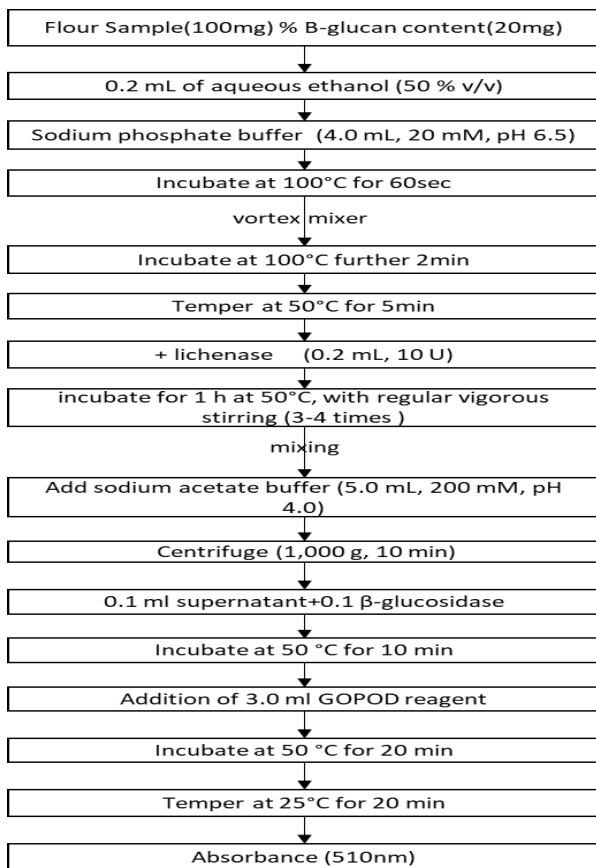 Flour Sample(100mg) % B-glucan content(20mg)
0.2 mL of aqueous ethanol (50 % v/v)
Sodium phosphate buffer (4.0 mL, 20 mM, pH 6.5)
Incubate at 100°C for 60sec
vortex mixer
Incubate at 100°C further 2min
Temper at 50°C for 5min
+ lichenase (0.2 mL, 10 U)
incubate for 1 h at 50°C, with regular vigorous
stirring (3-4 times )
mixing
Add sodium acetate buffer (5.0 mL, 200 mM, pH
4.0)
Centrifuge (1,000 g, 10 min)
0.1 ml supernatant+0.1 β-glucosidase
Incubate at 50 °C for 10 min
Addition of 3.0 ml GOPOD reagent
Incubate at 50 °C for 20 min
Temper at 25°C for 20 min
Absorbance (510nm)